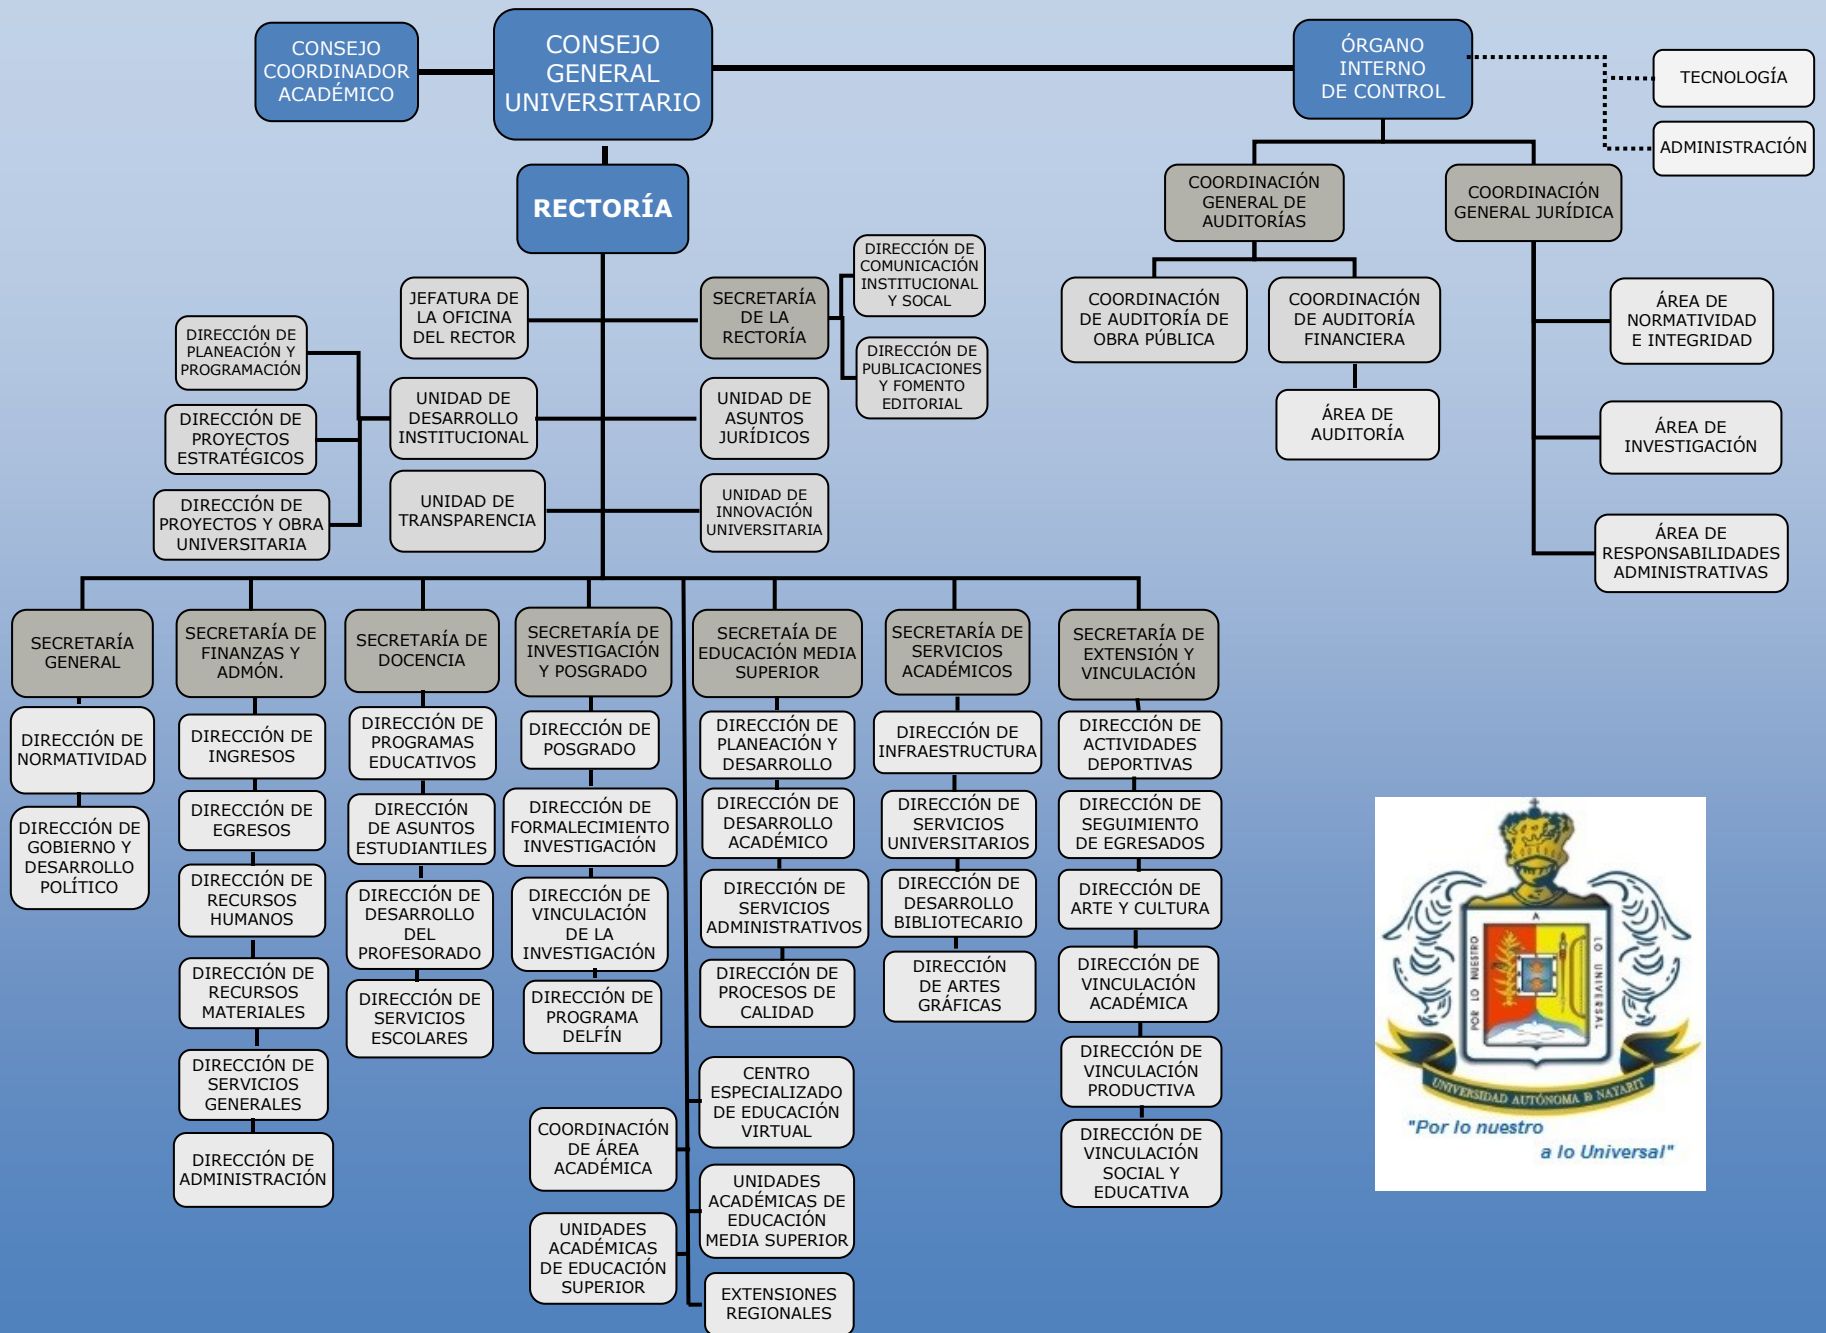 CONSEJO
COORDINADOR
ACADÉMICO
CONSEJO
GENERAL
UNIVERSITARIO
ÓRGANO
INTERNO
DE CONTROL
TECNOLOGÍA
ADMINISTRACIÓN
RECTORÍA
COORDINACIÓN
GENERAL DE
AUDITORÍAS
COORDINACIÓN
GENERAL JURÍDICA
JEFATURA DE
LA OFICINA
DEL RECTOR
SECRETARÍA
DE LA
RECTORÍA
DIRECCIÓN DE
COMUNICACIÓN
INSTITUCIONAL
Y SOCAL
DIRECCIÓN DE
PUBLICACIONES
Y FOMENTO
EDITORIAL
COORDINACIÓN
DE AUDITORÍA DE
OBRA PÚBLICA
COORDINACIÓN
DE AUDITORÍA
FINANCIERA
ÁREA DE
AUDITORÍA
ÁREA DE
NORMATIVIDAD
E INTEGRIDAD
ÁREA DE
INVESTIGACIÓN
ÁREA DE
RESPONSABILIDADES
ADMINISTRATIVAS
DIRECCIÓN DE
PLANEACIÓN Y
PROGRAMACIÓN
DIRECCIÓN DE
PROYECTOS
ESTRATÉGICOS
DIRECCIÓN DE
PROYECTOS Y OBRA
UNIVERSITARIA
UNIDAD DE
DESARROLLO
INSTITUCIONAL
UNIDAD DE
ASUNTOS
JURÍDICOS
UNIDAD DE
TRANSPARENCIA
UNIDAD DE
INNOVACIÓN
UNIVERSITARIA
SECRETARÍA
GENERAL
DIRECCIÓN DE
NORMATIVIDAD
DIRECCIÓN DE
GOBIERNO Y
DESARROLLO
POLÍTICO
SECRETARÍA DE
FINANZAS Y
ADMÓN.
DIRECCIÓN DE
INGRESOS
DIRECCIÓN DE
EGRESOS
DIRECCIÓN DE
RECURSOS
HUMANOS
DIRECCIÓN DE
RECURSOS
MATERIALES
DIRECCIÓN DE
SERVICIOS
GENERALES
DIRECCIÓN DE
ADMINISTRACIÓN
SECRETARÍA DE
DOCENCIA
DIRECCIÓN DE
PROGRAMAS
EDUCATIVOS
DIRECCIÓN
DE ASUNTOS
ESTUDIANTILES
DIRECCIÓN DE
DESARROLLO
DEL
PROFESORADO
DIRECCIÓN DE
SERVICIOS
ESCOLARES
SECRETARÍA DE
INVESTIGACIÓN
Y POSGRADO
DIRECCIÓN DE
POSGRADO
DIRECCIÓN DE
FORMALECIMIENTO
INVESTIGACIÓN
DIRECCIÓN DE
VINCULACIÓN
DE LA
INVESTIGACIÓN
DIRECCIÓN DE
PROGRAMA
DELFÍN
SECRETAÍA DE
EDUCACIÓN MEDIA
SUPERIOR
DIRECCIÓN DE
PLANEACIÓN Y
DESARROLLO
DIRECCIÓN DE
DESARROLLO
ACADÉMICO
DIRECCIÓN DE
SERVICIOS
ADMINISTRATIVOS
DIRECCIÓN DE
PROCESOS DE
CALIDAD
SECRETARÍA DE
SERVICIOS
ACADÉMICOS
DIRECCIÓN DE
INFRAESTRUCTURA
DIRECCIÓN DE
SERVICIOS
UNIVERSITARIOS
DIRECCIÓN DE
DESARROLLO
BIBLIOTECARIO
DIRECCIÓN
DE ARTES
GRÁFICAS
SECRETARÍA DE
EXTENSIÓN Y
VINCULACIÓN
DIRECCIÓN DE
ACTIVIDADES
DEPORTIVAS
DIRECCIÓN DE
SEGUIMIENTO
DE EGRESADOS
DIRECCIÓN DE
ARTE Y CULTURA
DIRECCIÓN DE
VINCULACIÓN
ACADÉMICA
DIRECCIÓN DE
VINCULACIÓN
PRODUCTIVA
DIRECCIÓN DE
VINCULACIÓN
SOCIAL Y
EDUCATIVA
COORDINACIÓN
DE ÁREA
ACADÉMICA
UNIDADES
ACADÉMICAS
DE EDUCACIÓN
SUPERIOR
CENTRO
ESPECIALIZADO
DE EDUCACIÓN
VIRTUAL
UNIDADES
ACADÉMICAS DE
EDUCACIÓN
MEDIA SUPERIOR
EXTENSIONES
REGIONALES
POR LO NUESTRO
A
LO UNIVERSAL
UNIVERSIDAD AUTÓNOMA DE NAYARIT
"Por lo nuestro
a lo Universal"